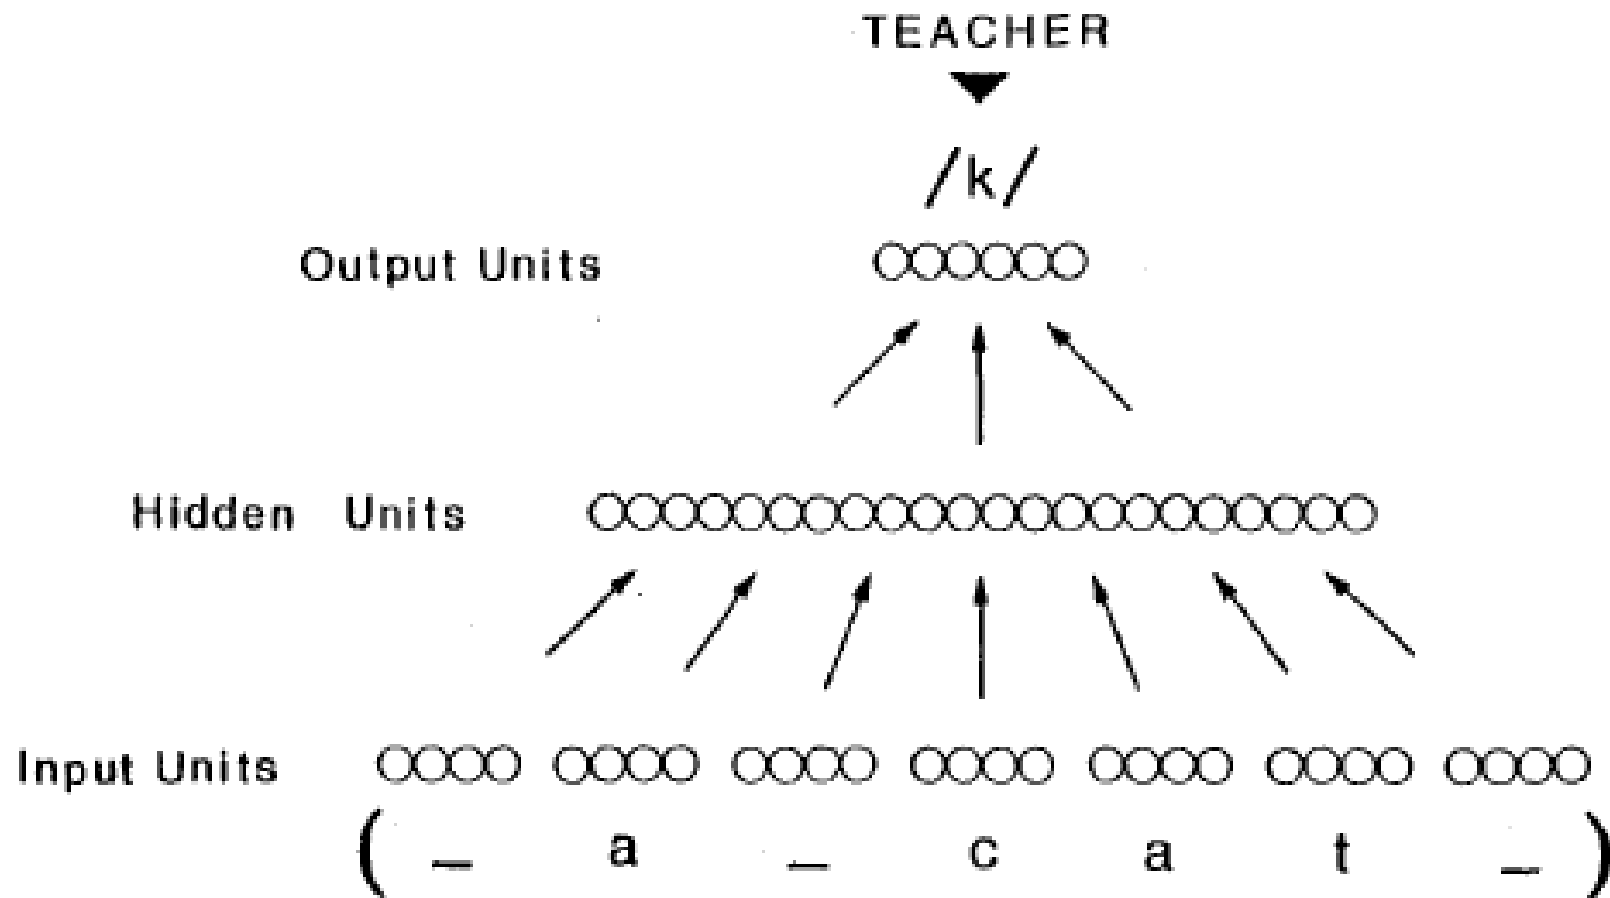 TEACHER
/k/
Output Units
Hidden Units
Input Units
( _ a _ c a t _ )